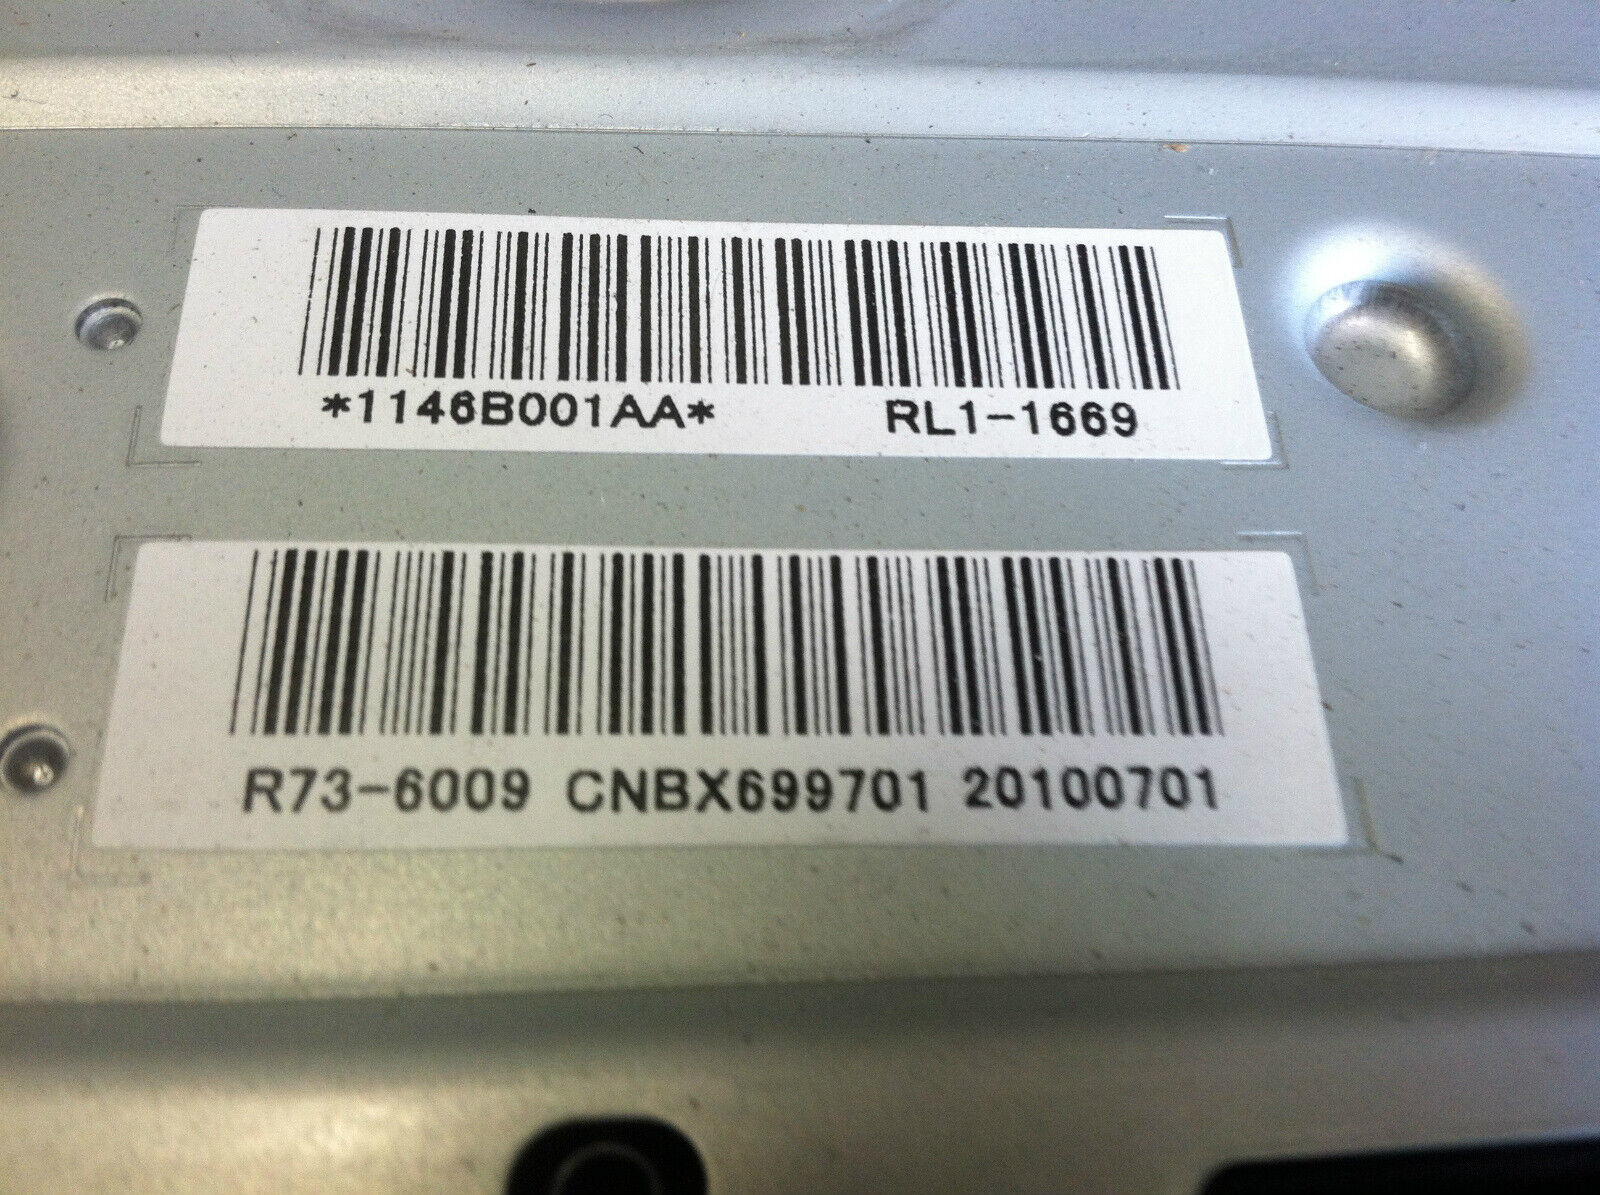 *1146B001AA* RL1-1669
R73-6009 CNBX699701 20100701